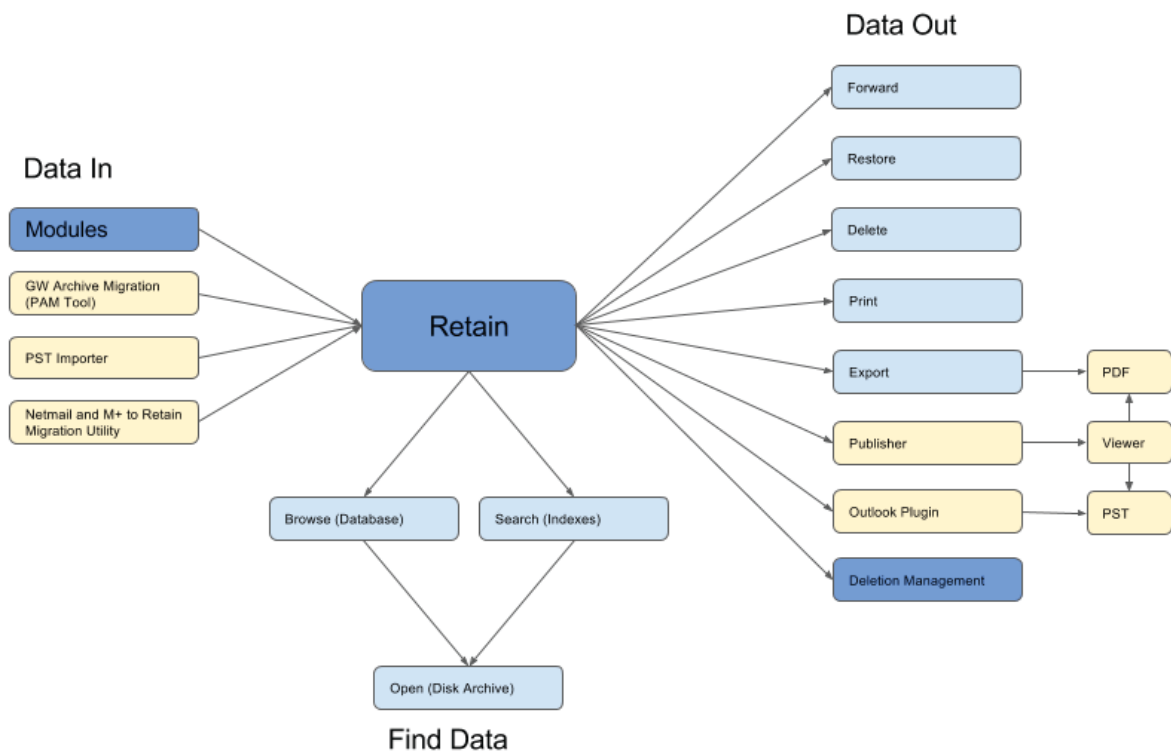 Data In
Modules
GW Archive Migration
(PAM Tool)
PST Importer
Netmail and M+ to Retain
Migration Utility
Retain
Browse (Database)
Search (Indexes)
Open (Disk Archive)
Find Data
Data Out
Forward
Restore
Delete
Print
Export
PDF
Publisher
Viewer
Outlook Plugin
PST
Deletion Management